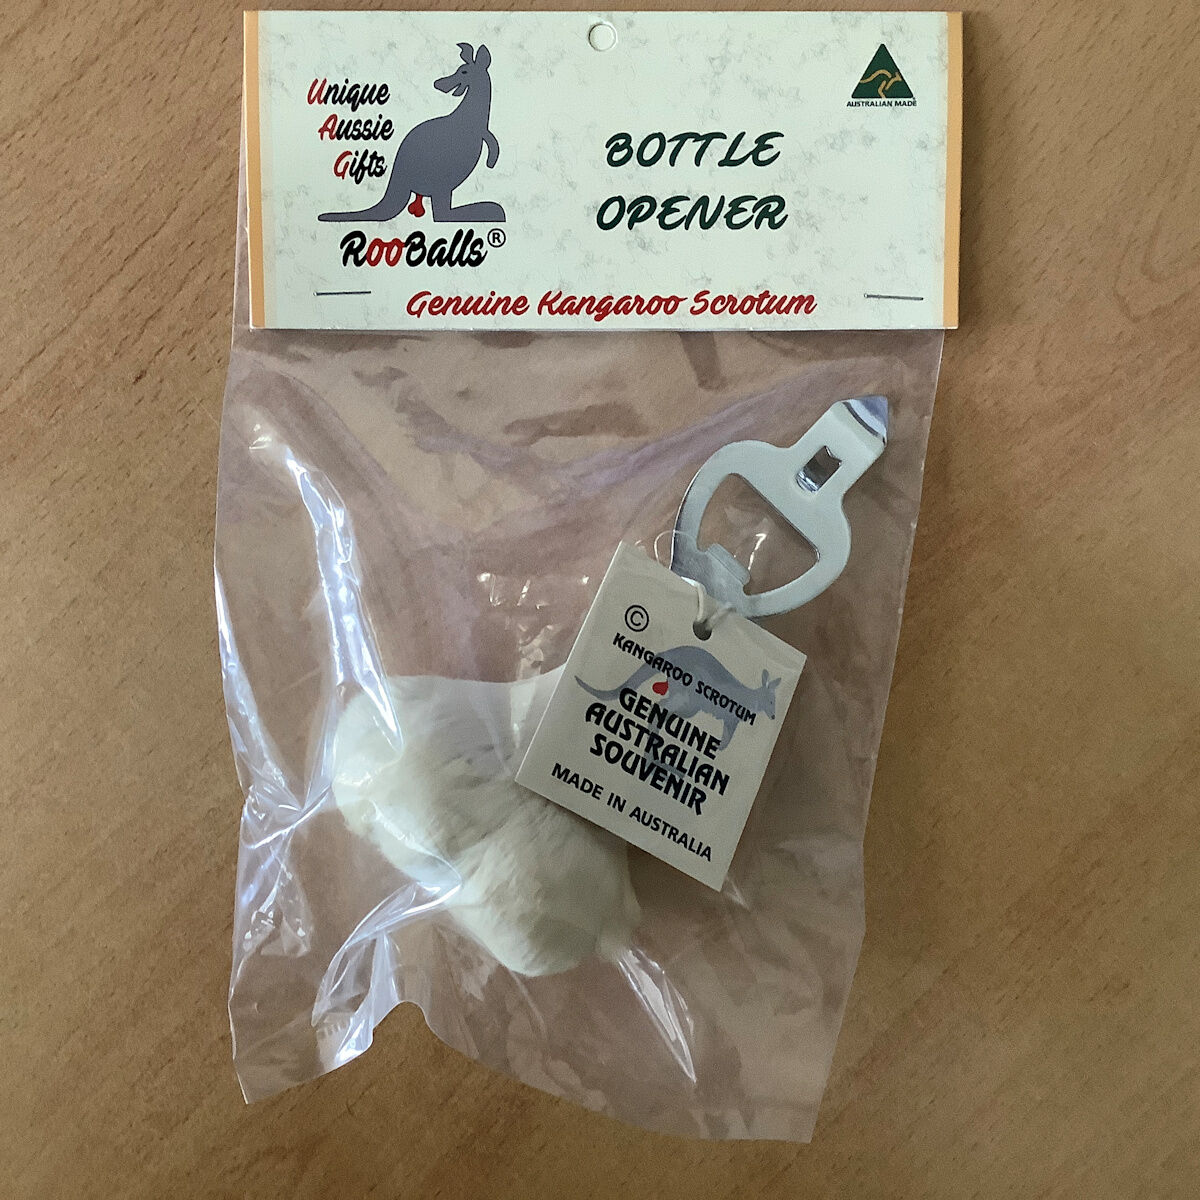 Unique
Aussie
Gifts
RooBalls®
BOTTLE
OPENER
AUSTRALIAN MADE
Genuine Kangaroo Scrotum
©
KANGAROO SCROTUM
GENUINE
AUSTRALIAN
SOUVENIR
MADE IN AUSTRALIA